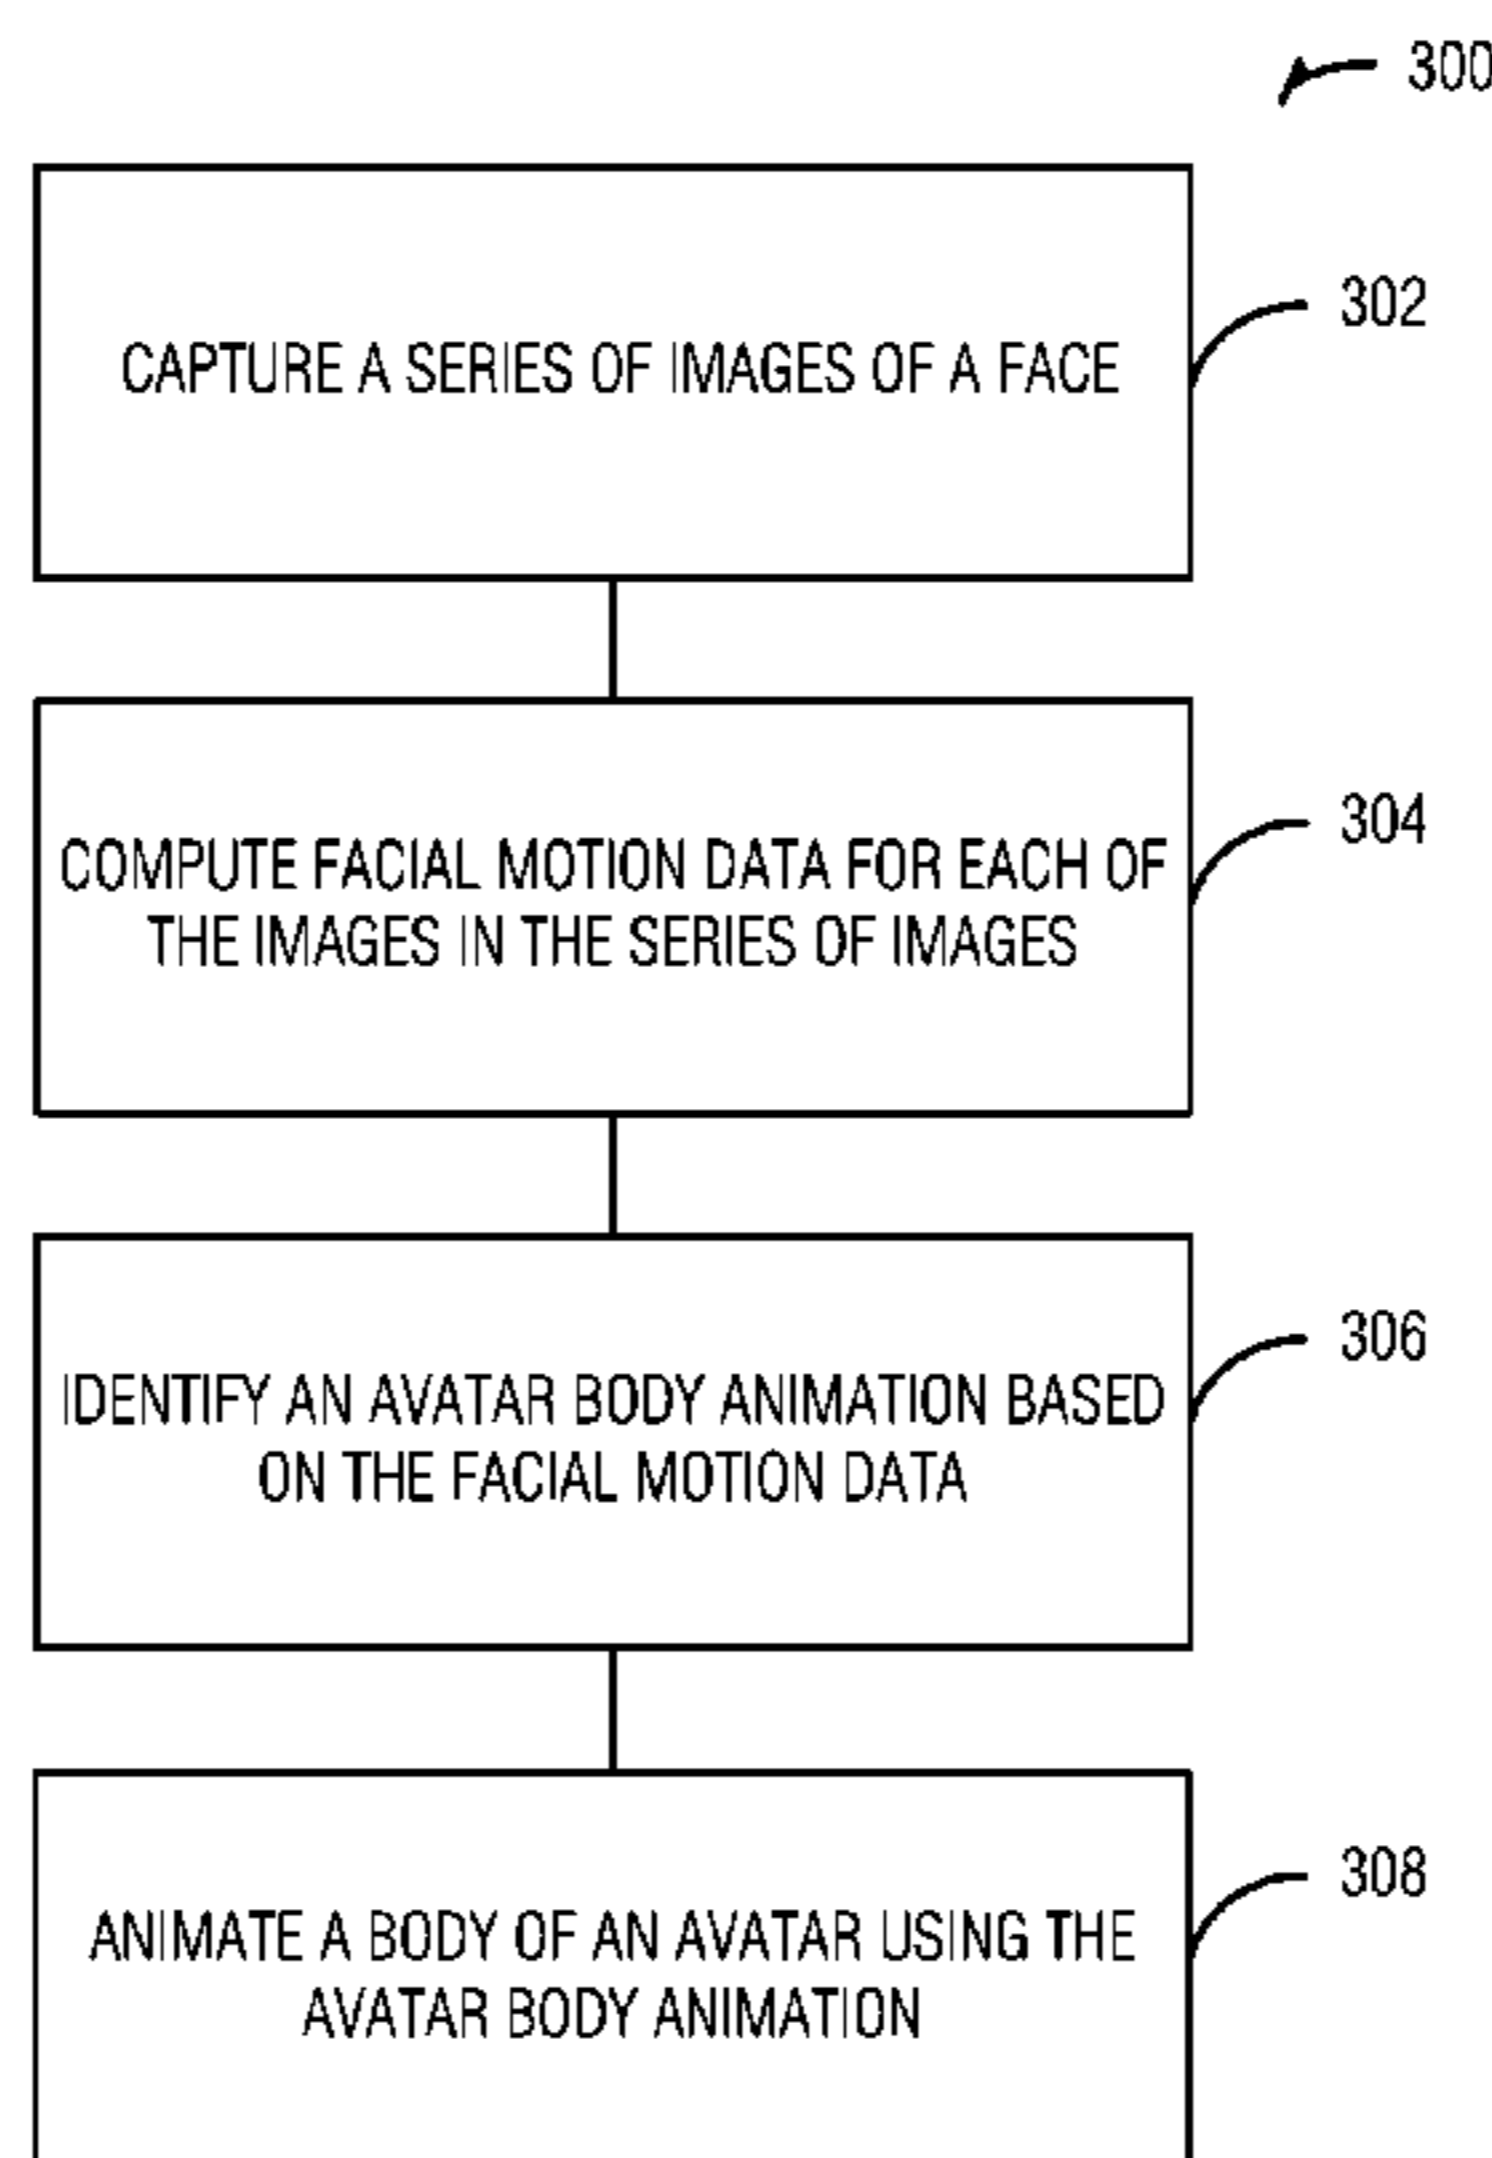 300
CAPTURE A SERIES OF IMAGES OF A FACE
302
COMPUTE FACIAL MOTION DATA FOR EACH OF
THE IMAGES IN THE SERIES OF IMAGES
304
IDENTIFY AN AVATAR BODY ANIMATION BASED
ON THE FACIAL MOTION DATA
306
ANIMATE A BODY OF AN AVATAR USING THE
AVATAR BODY ANIMATION
308